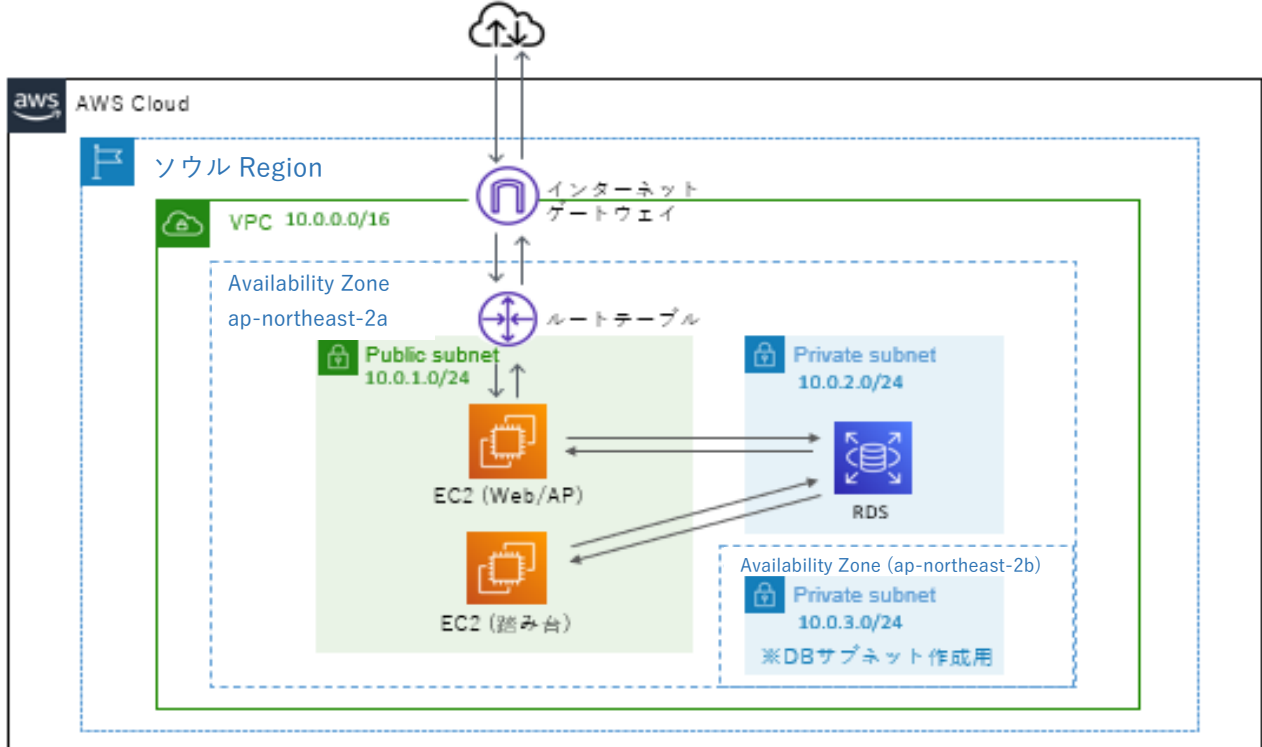 aws
AWS Cloud
ソウル Region
インターネット
ゲートウェイ
VPC 10.0.0.0/16
Availability Zone
ap-northeast-2a
ルートテーブル
Public subnet
10.0.1.0/24
Private subnet
10.0.2.0/24
EC2 (Web/AP)
RDS
EC2 (踏み台)
Availability Zone (ap-northeast-2b)
Private subnet
10.0.3.0/24
※DBサブネット作成用